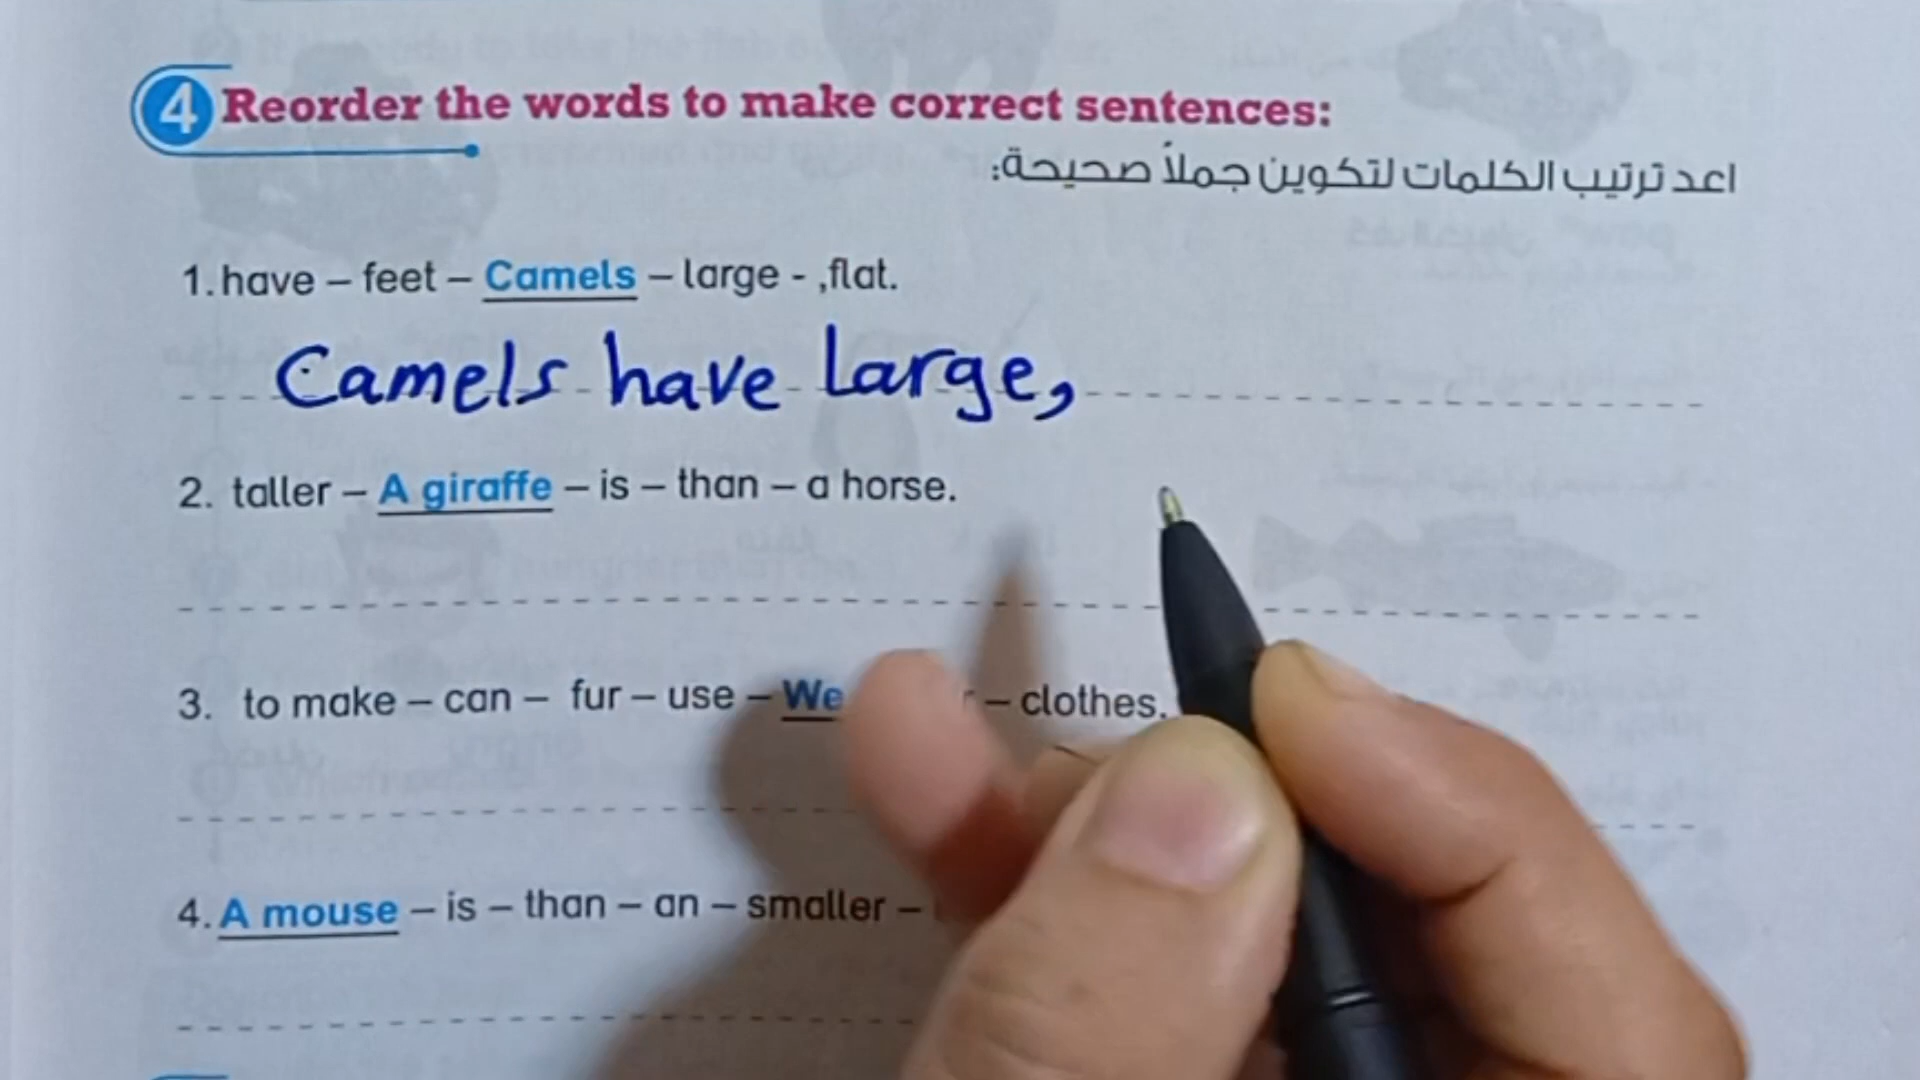 4 Reorder the words to make correct sentences:
اعد ترتيب الكلمات لتكوين جملاً صحيحة:
1. have – feet – Camels – large - ,flat.
Camels have large,
2. taller – A giraffe – is – than – a horse.
3. to make – can – fur – use – We – clothes.
4. A mouse – is – than – an – smaller –